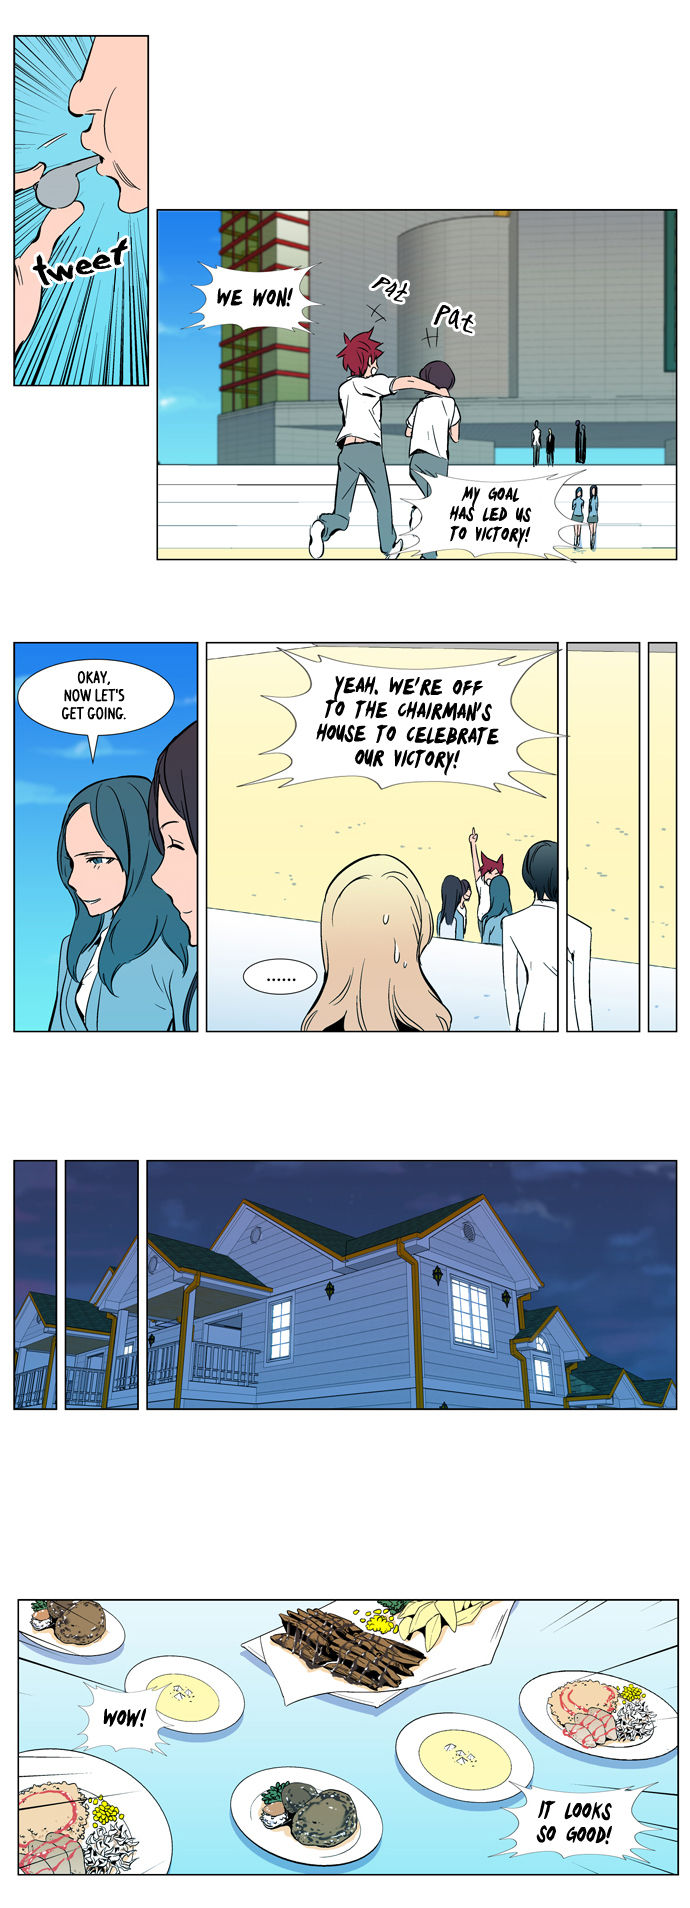 tweet
WE WON!
pat
pat
MY GOAL
HAS LED US
TO VICTORY!
OKAY,
NOW LET'S
GET GOING.
YEAH. WE'RE OFF
TO THE CHAIRMAN'S
HOUSE TO CELEBRATE
OUR VICTORY!
......
WOW!
IT LOOKS
SO GOOD!